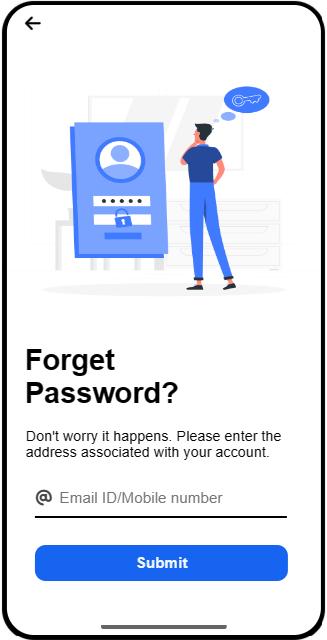 Forget
Password?
Don't worry it happens. Please enter the
address associated with your account.
@ Email ID/Mobile number
Submit